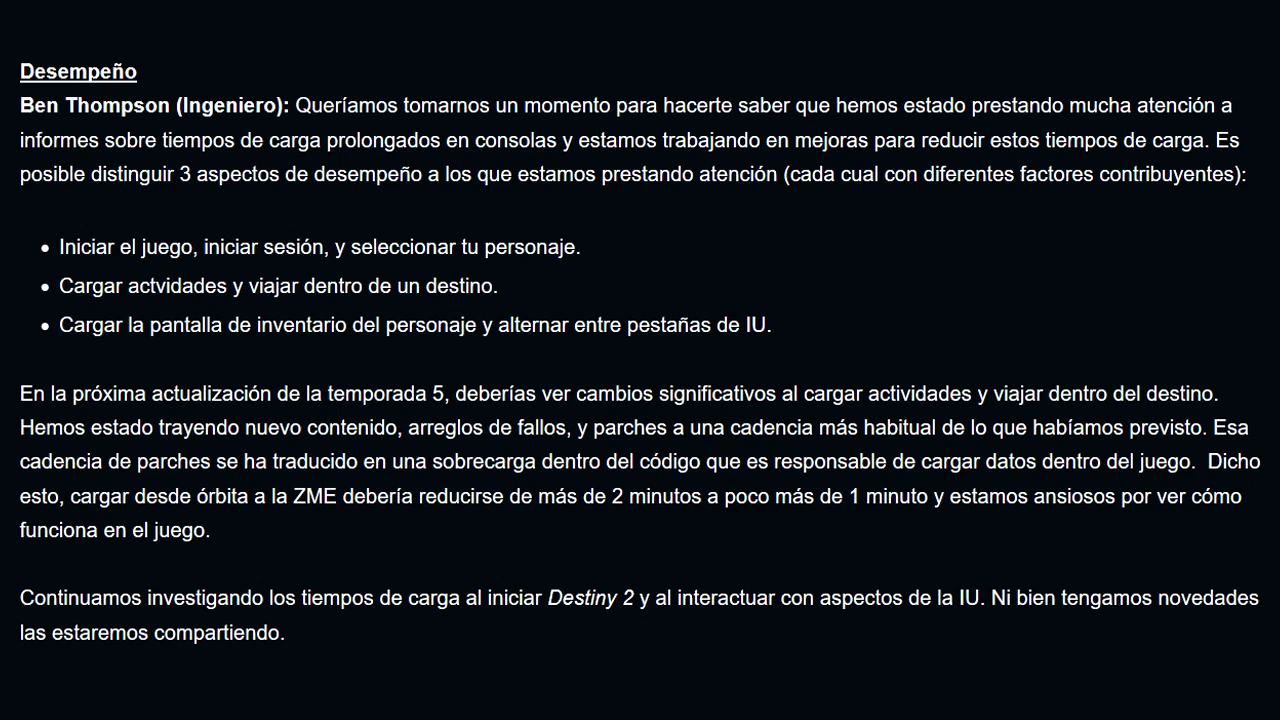 Desempeño
Ben Thompson (Ingeniero): Queríamos tomarnos un momento para hacerte saber que hemos estado prestando mucha atención a
informes sobre tiempos de carga prolongados en consolas y estamos trabajando en mejoras para reducir estos tiempos de carga. Es
posible distinguir 3 aspectos de desempeño a los que estamos prestando atención (cada cual con diferentes factores contribuyentes):
• Iniciar el juego, iniciar sesión, y seleccionar tu personaje.
• Cargar actvidades y viajar dentro de un destino.
• Cargar la pantalla de inventario del personaje y alternar entre pestañas de IU.
En la próxima actualización de la temporada 5, deberías ver cambios significativos al cargar actividades y viajar dentro del destino.
Hemos estado trayendo nuevo contenido, arreglos de fallos, y parches a una cadencia más habitual de lo que habíamos previsto. Esa
cadencia de parches se ha traducido en una sobrecarga dentro del código que es responsable de cargar datos dentro del juego.  Dicho
esto, cargar desde órbita a la ZME debería reducirse de más de 2 minutos a poco más de 1 minuto y estamos ansiosos por ver cómo
funciona en el juego.
Continuamos investigando los tiempos de carga al iniciar Destiny 2 y al interactuar con aspectos de la IU. Ni bien tengamos novedades
las estaremos compartiendo.